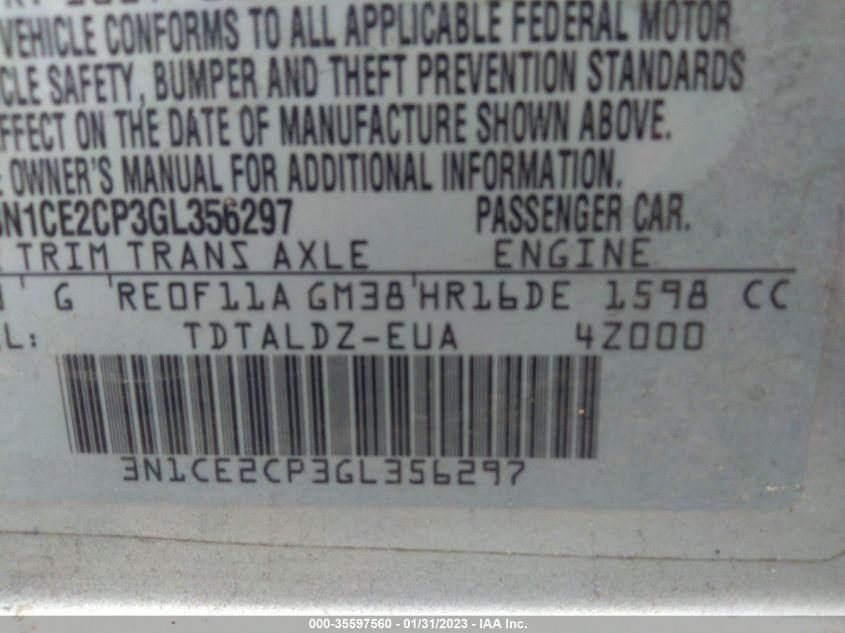 VEHICLE CONFORMS TO ALL APPLICABLE FEDERAL MOTOR
CLE SAFETY, BUMPER AND THEFT PREVENTION STANDARDS
EFFECT ON THE DATE OF MANUFACTURE SHOWN ABOVE.
OWNER'S MANUAL FOR ADDITIONAL INFORMATION.
3N1CE2CP3GL356297 PASSENGER CAR.
TRIM TRANS AXLE ENGINE
G RE0F11A GM38 HR16DE 1598 CC
L: TDTALDZ-EUA 4Z000
3N1CE2CP3GL356297
000-35597560 - 01/31/2023 - IAA Inc.